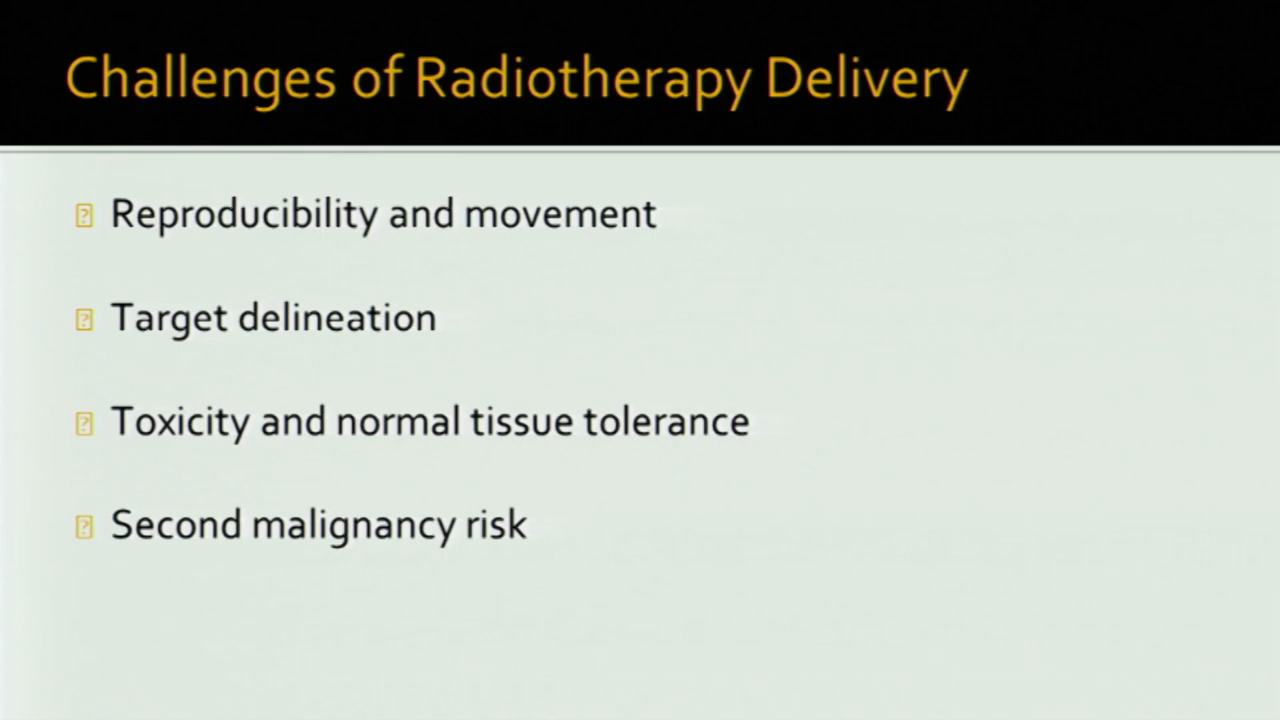 Challenges of Radiotherapy Delivery
Reproducibility and movement
Target delineation
Toxicity and normal tissue tolerance
Second malignancy risk